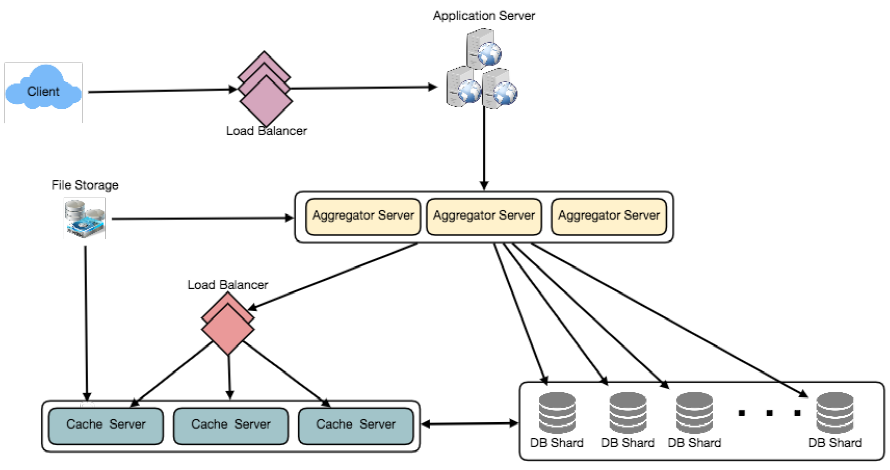 Application Server
Client
Load Balancer
File Storage
Aggregator Server
Aggregator Server
Aggregator Server
Load Balancer
Cache Server
Cache Server
Cache Server
DB Shard
DB Shard
DB Shard
DB Shard